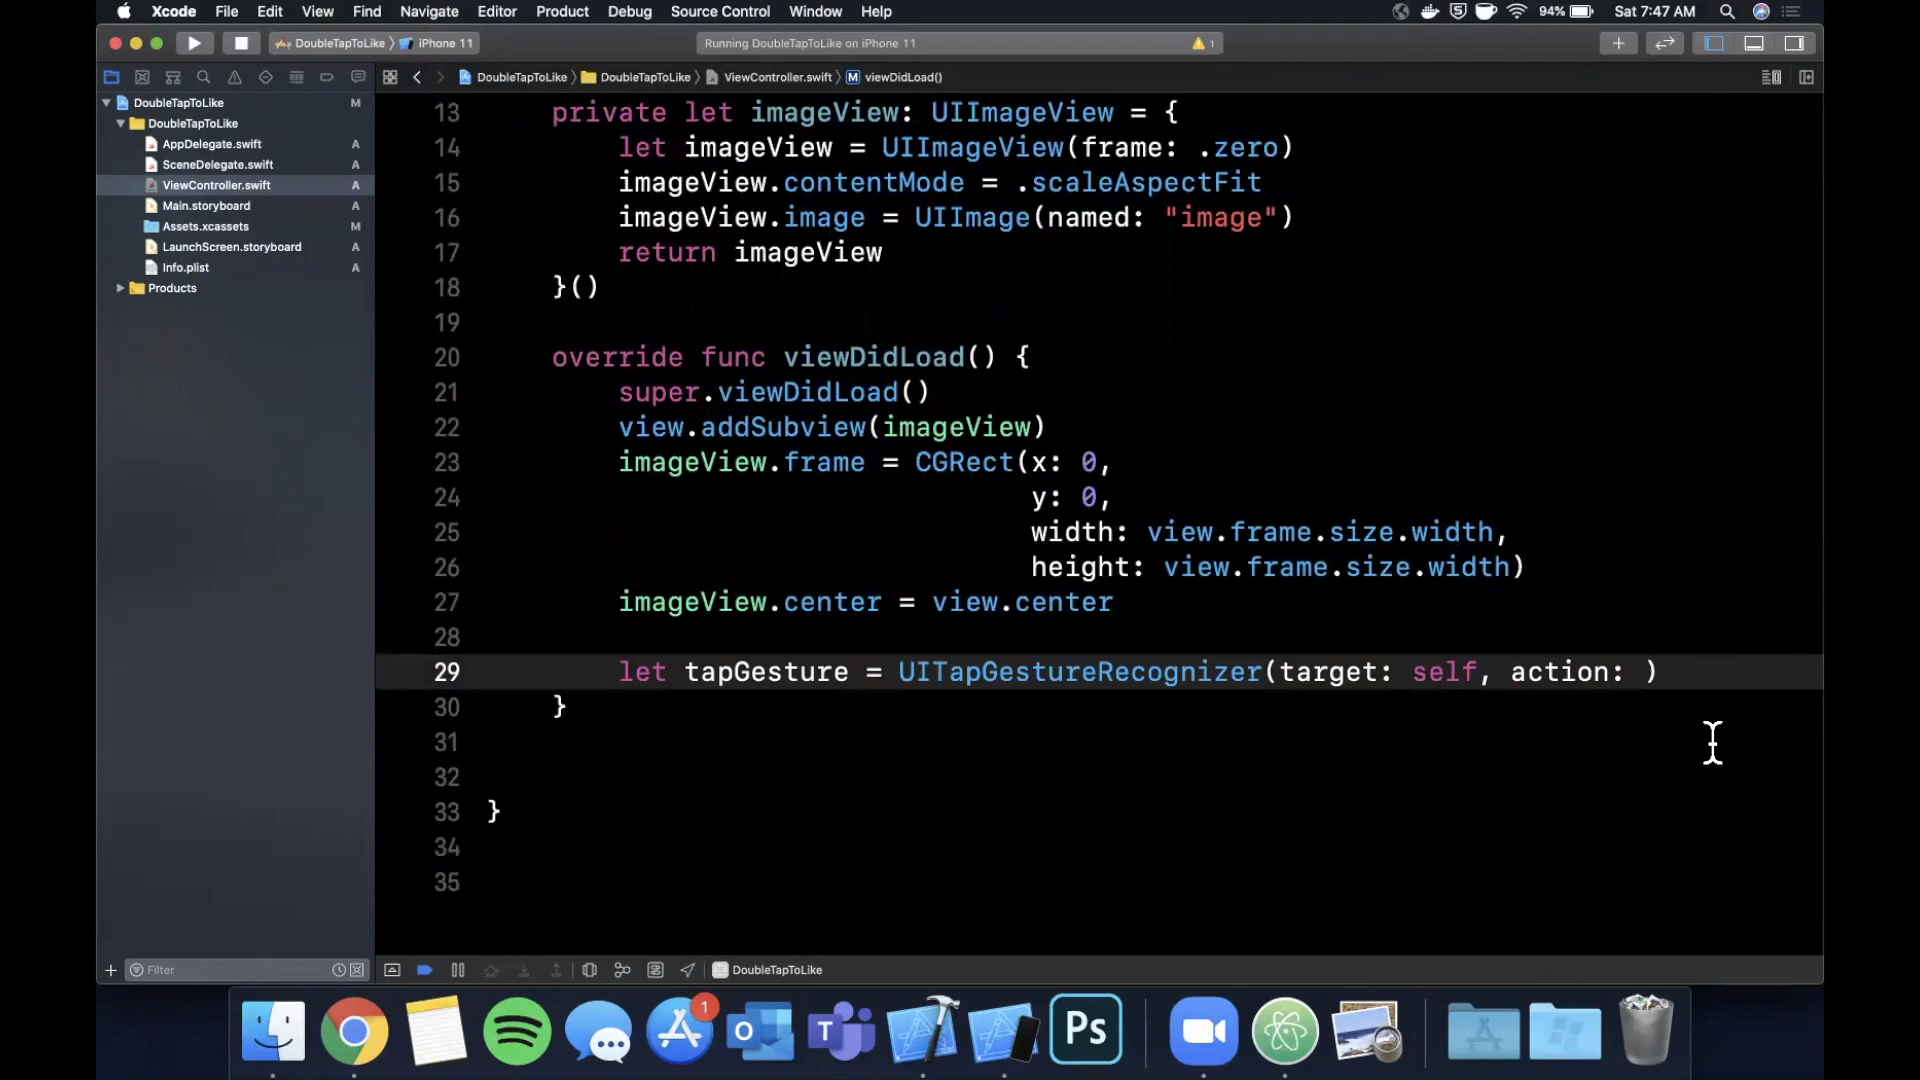 Xcode File Edit View Find Navigate Editor Product Debug Source Control Window Help 94% Sat 7:47 AM
DoubleTapToLike iPhone 11 Running DoubleTapToLike on iPhone 11 1
DoubleTapToLike DoubleTapToLike ViewController.swift M viewDidLoad()
DoubleTapToLike M
DoubleTapToLike
AppDelegate.swift A
SceneDelegate.swift A
ViewController.swift A
Main.storyboard A
Assets.xcassets M
LaunchScreen.storyboard A
Info.plist A
Products
13 private let imageView: UIImageView = {
14 let imageView = UIImageView(frame: .zero)
15 imageView.contentMode = .scaleAspectFit
16 imageView.image = UIImage(named: "image")
17 return imageView
18 }()
19
20 override func viewDidLoad() {
21 super.viewDidLoad()
22 view.addSubview(imageView)
23 imageView.frame = CGRect(x: 0,
24 y: 0,
25 width: view.frame.size.width,
26 height: view.frame.size.width)
27 imageView.center = view.center
28
29 let tapGesture = UITapGestureRecognizer(target: self, action: )
30 }
31
32
33 }
34
35
Filter DoubleTapToLike
1 Ps